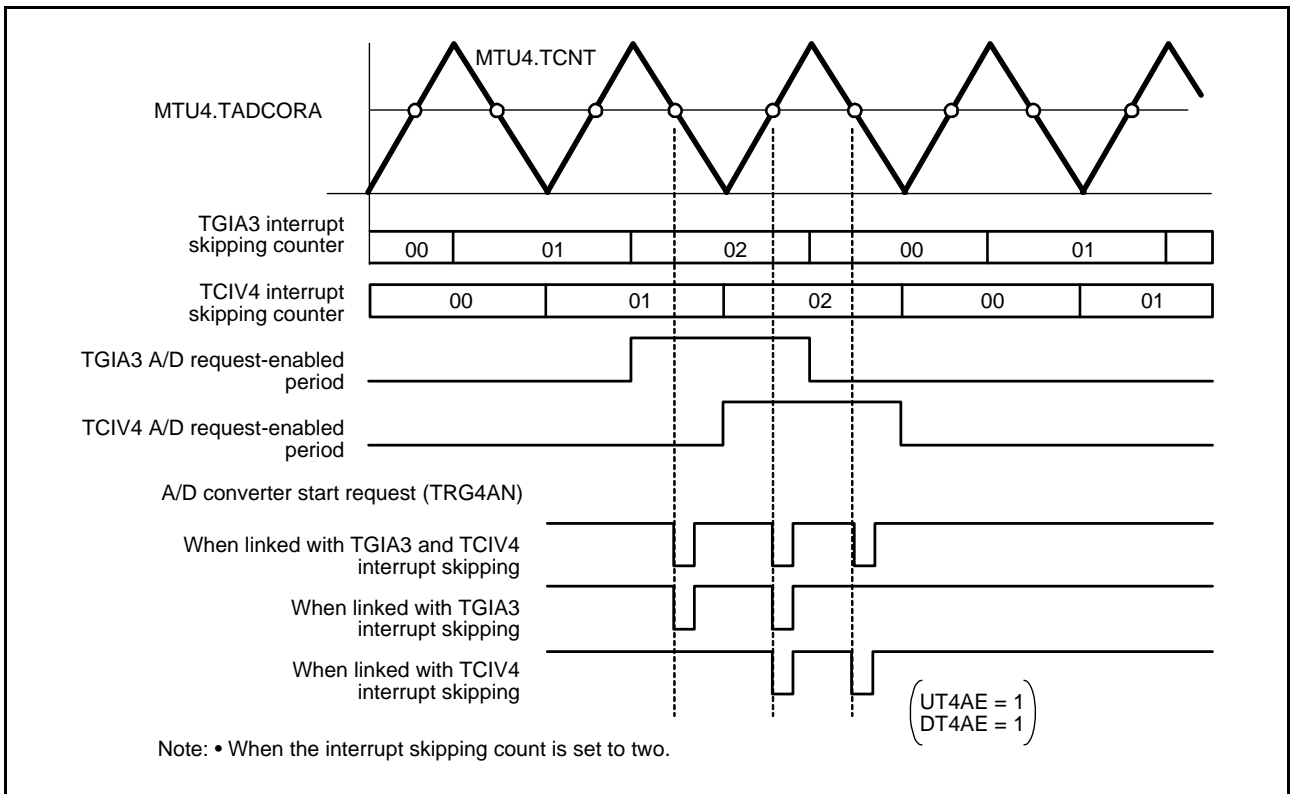 MTU4.TCNT
MTU4.TADCORA
TGIA3 interrupt
skipping counter
00 01 02 00 01
TCIV4 interrupt
skipping counter
00 01 02 00 01
TGIA3 A/D request-enabled
period
TCIV4 A/D request-enabled
period
A/D converter start request (TRG4AN)
When linked with TGIA3 and TCIV4
interrupt skipping
When linked with TGIA3
interrupt skipping
When linked with TCIV4
interrupt skipping
UT4AE = 1
DT4AE = 1
Note: • When the interrupt skipping count is set to two.